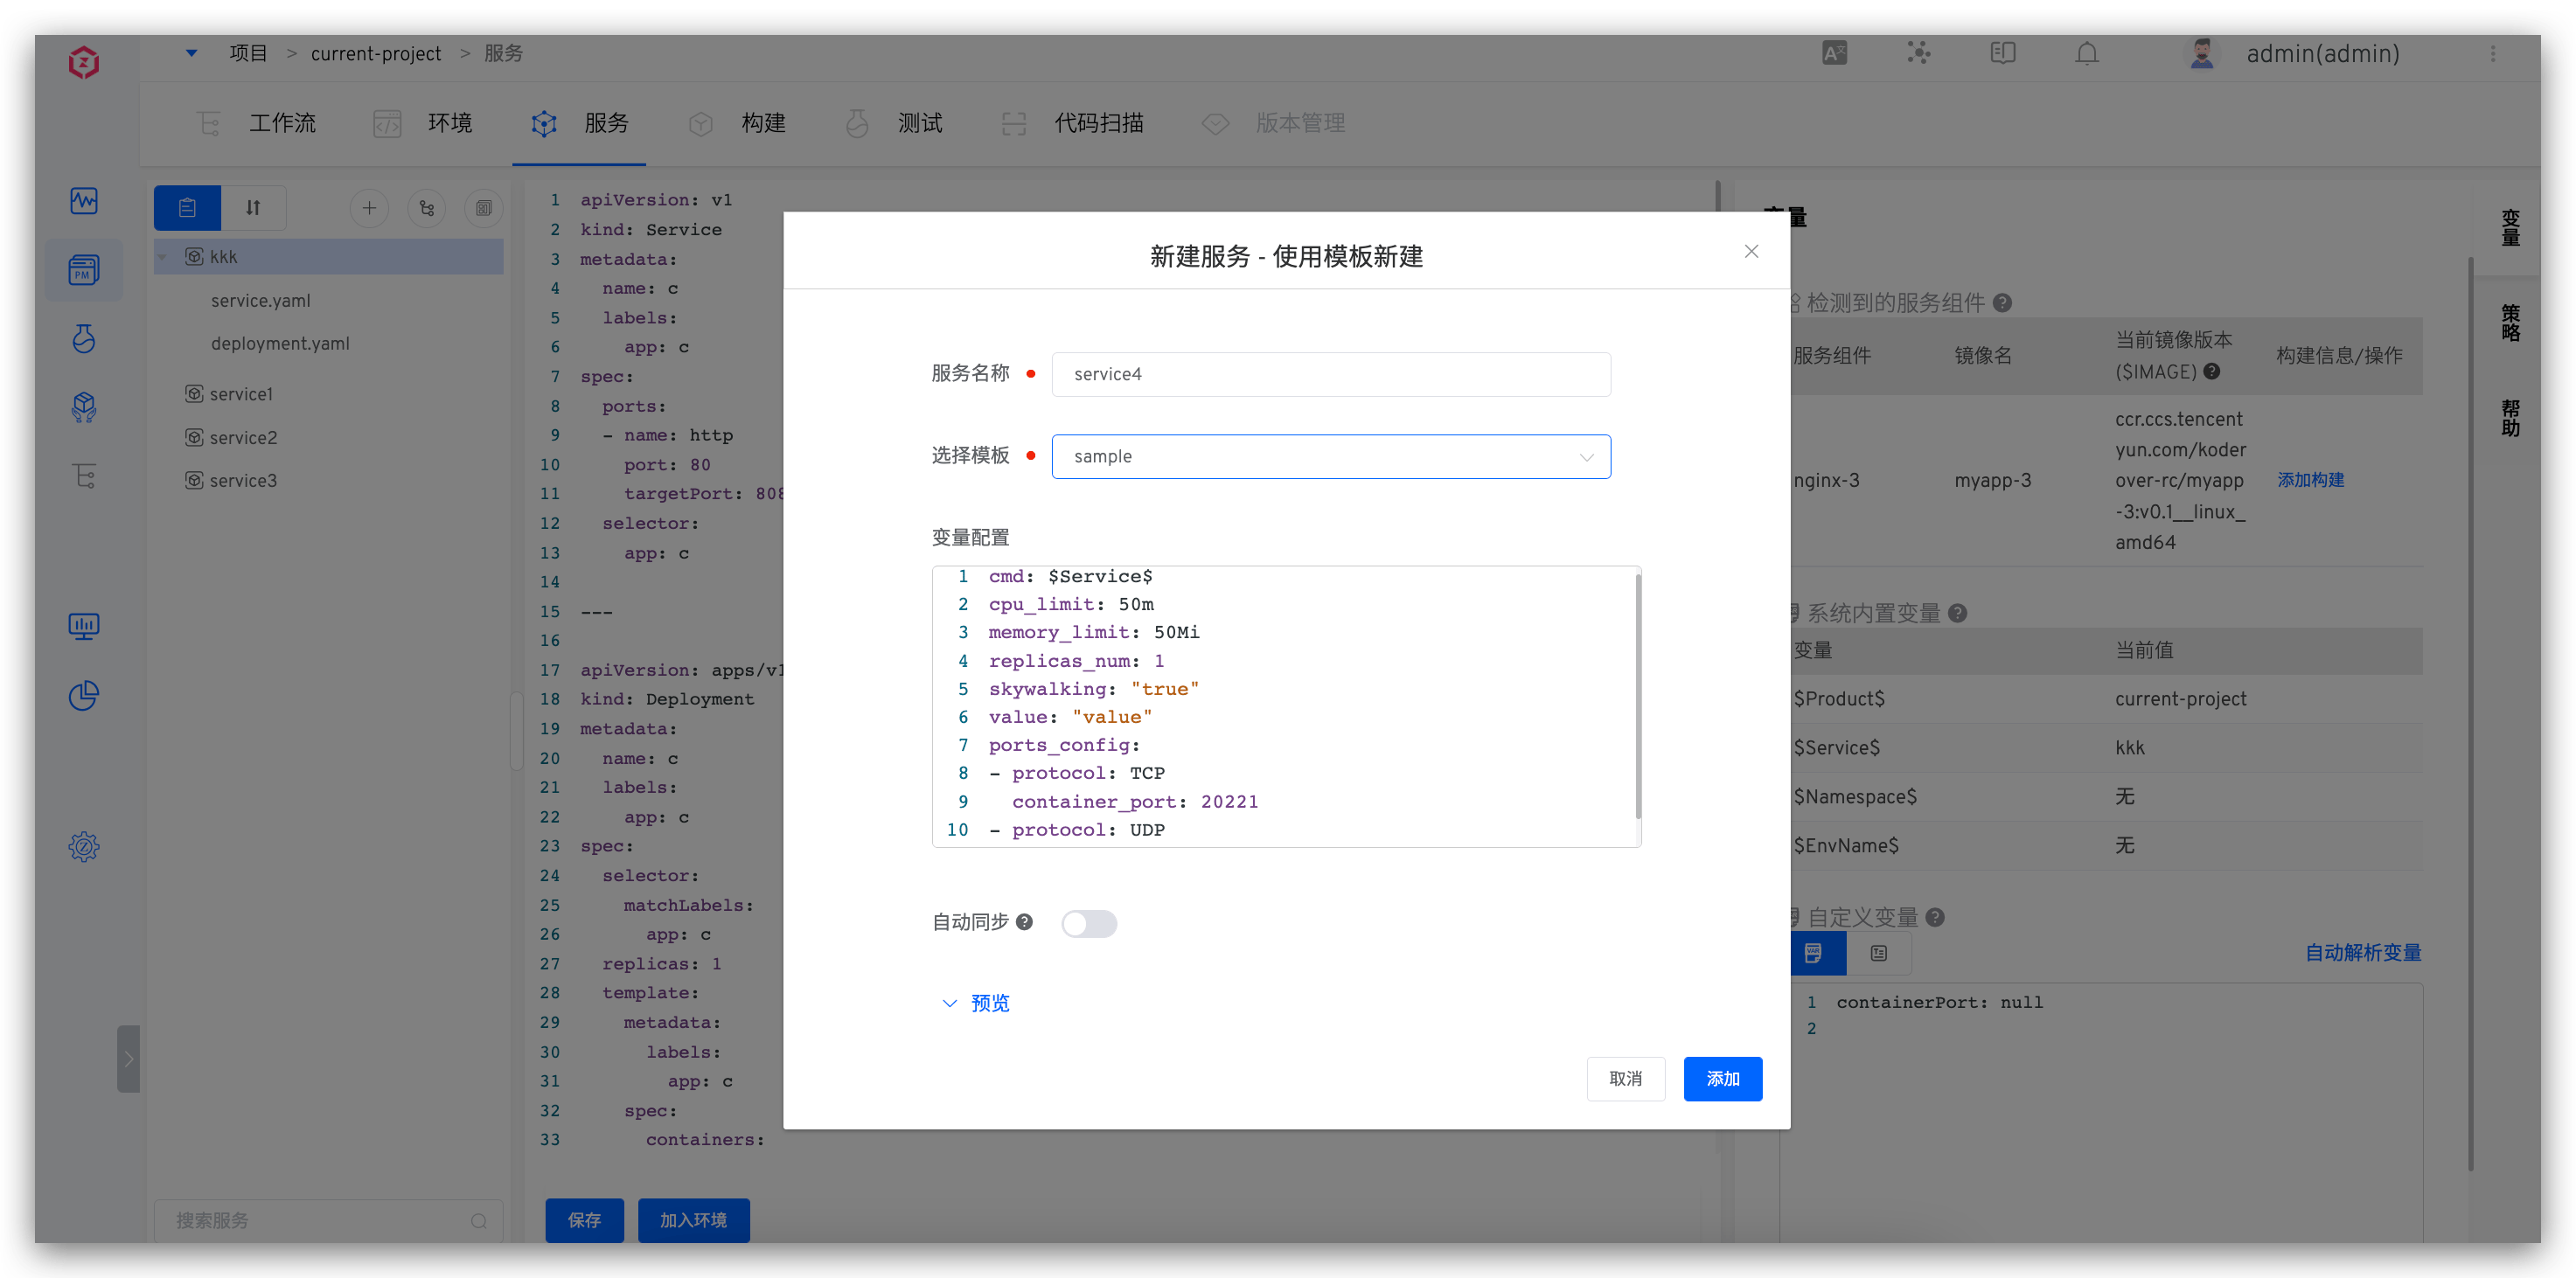 项目 > current-project > 服务
admin(admin)
工作流
环境
服务
构建
测试
代码扫描
版本管理
PM
kkk
service.yaml
deployment.yaml
service1
service2
service3
搜索服务
1 apiVersion: v1
2 kind: Service
3 metadata:
4 name: c
5 labels:
6 app: c
7 spec:
8 ports:
9 - name: http
10 port: 80
11 targetPort: 808
12 selector:
13 app: c
14
15 ---
16
17 apiVersion: apps/v1
18 kind: Deployment
19 metadata:
20 name: c
21 labels:
22 app: c
23 spec:
24 selector:
25 matchLabels:
26 app: c
27 replicas: 1
28 template:
29 metadata:
30 labels:
31 app: c
32 spec:
33 containers:
保存
加入环境
新建服务 - 使用模板新建
服务名称
service4
选择模板
sample
变量配置
1 cmd: $Service$
2 cpu_limit: 50m
3 memory_limit: 50Mi
4 replicas_num: 1
5 skywalking: "true"
6 value: "value"
7 ports_config:
8 - protocol: TCP
9 container_port: 20221
10 - protocol: UDP
自动同步
预览
取消
添加
变量
检测到的服务组件
服务组件
镜像名
当前镜像版本
($IMAGE)
构建信息/操作
nginx-3
myapp-3
ccr.ccs.tencent
yun.com/koder
over-rc/myapp
-3:v0.1__linux_
amd64
添加构建
系统内置变量
变量
当前值
$Product$
current-project
$Service$
kkk
$Namespace$
无
$EnvName$
无
自定义变量
自动解析变量
1 containerPort: null
2
变量
策略
帮助